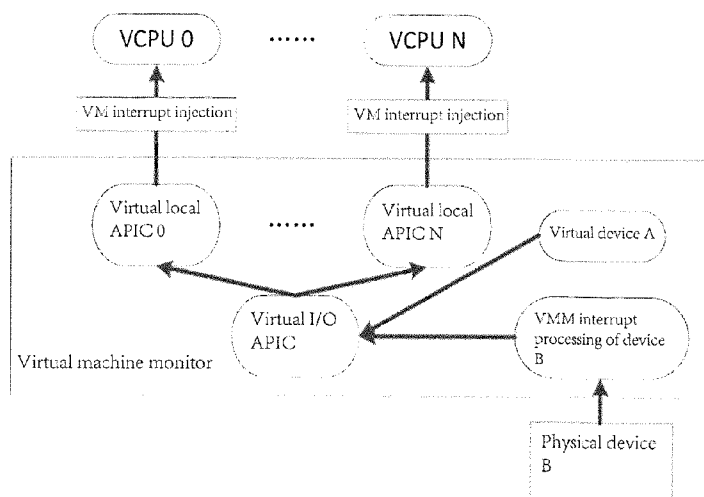 VCPU 0
……
VCPU N
VM interrupt injection
VM interrupt injection
Virtual local
APIC 0
……
Virtual local
APIC N
Virtual device A
Virtual I/O
APIC
VMM interrupt
processing of device
B
Virtual machine monitor
Physical device
B